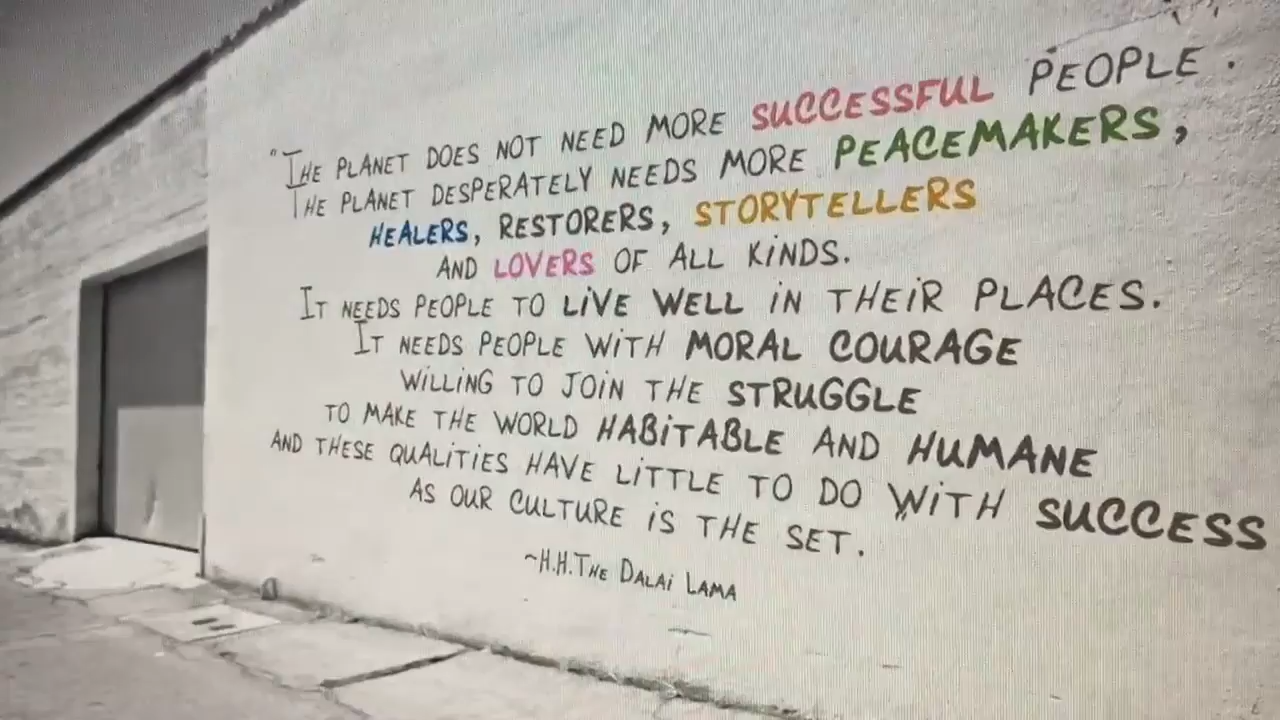 "THE PLANET DOES NOT NEED MORE SUCCESSFUL PEOPLE.
THE PLANET DESPERATELY NEEDS MORE PEACEMAKERS,
HEALERS, RESTORERS, STORYTELLERS
AND LOVERS OF ALL KiNDS.
IT NEEDS PEOPLE TO LiVE WELL iN THEiR PLACES.
IT NEEDS PEOPLE WiTH MORAL COURAGE
WiLLiNG TO JOiN THE STRUGGLE
TO MAKE THE WORLD HABiTABLE AND HUMANE
AND THESE QUALiTiES HAVE LiTTLE TO DO WiTH SUCCESS
AS OUR CULTURE iS THE SET.
~H.H.THE DALAi LAMA